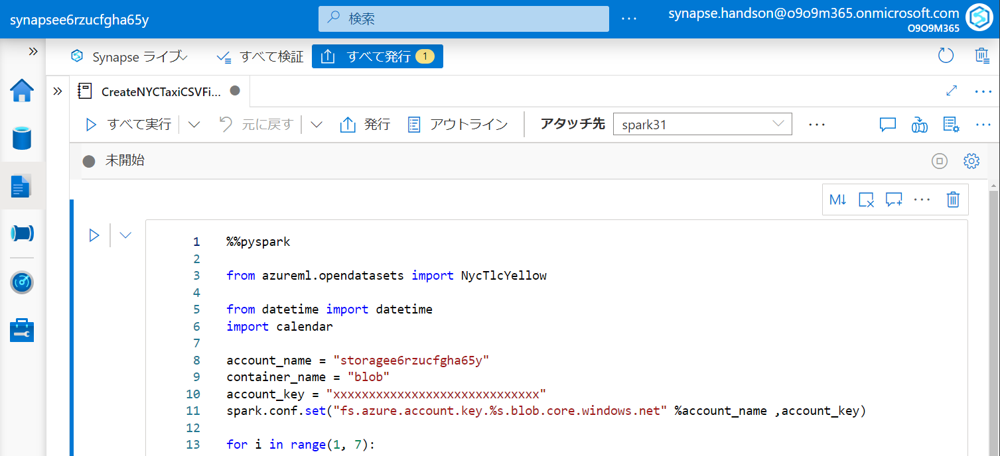 synapsee6rzucfgha65y
検索
synapse.handson@o9o9m365.onmicrosoft.com
O9O9M365
Synapse ライブ
すべて検証
すべて発行 1
CreateNYCTaxiCSVFi...
すべて実行
元に戻す
発行
アウトライン
アタッチ先
spark31
未開始
M↓
1 %%pyspark
2
3 from azureml.opendatasets import NycTlcYellow
4
5 from datetime import datetime
6 import calendar
7
8 account_name = "storagee6rzucfgha65y"
9 container_name = "blob"
10 account_key = "xxxxxxxxxxxxxxxxxxxxxxxxxxxxx"
11 spark.conf.set("fs.azure.account.key.%s.blob.core.windows.net" %account_name ,account_key)
12
13 for i in range(1, 7):